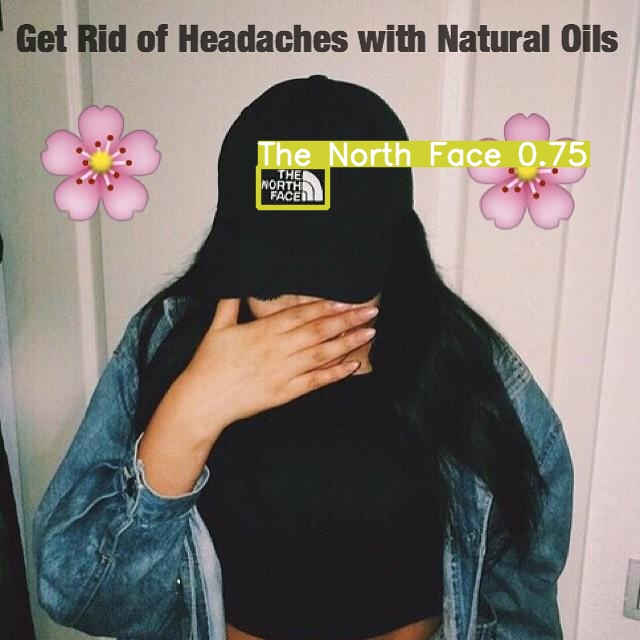 Get Rid of Headaches with Natural Oils
The North Face 0.75
THE
NORTH
FACE